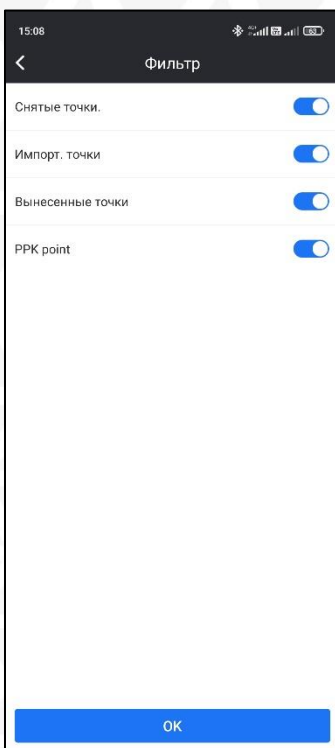 15:08
Фильтр
Снятые точки.
Импорт. точки
Вынесенные точки
PPK point
OK